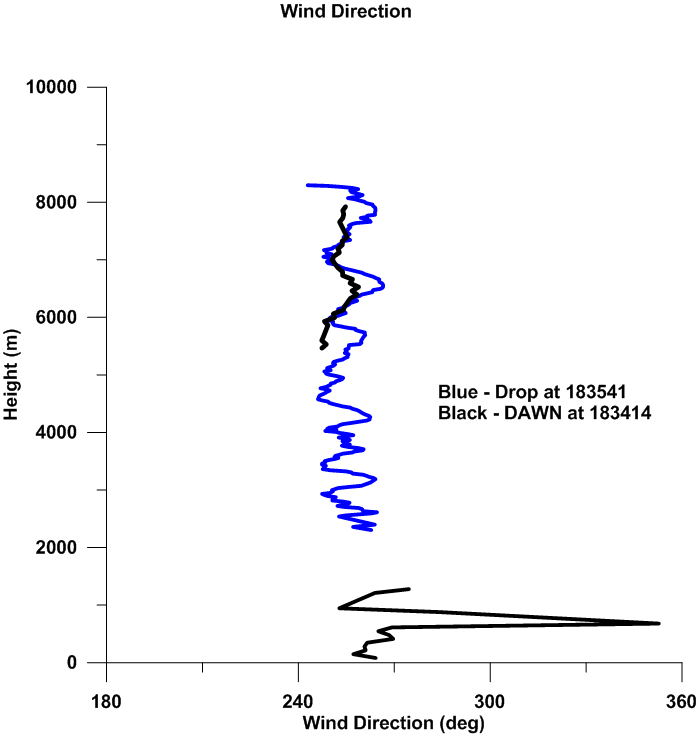 Wind Direction
10000
8000
6000
4000
2000
0
Height (m)
Blue - Drop at 183541
Black - DAWN at 183414
180
240
300
360
Wind Direction (deg)